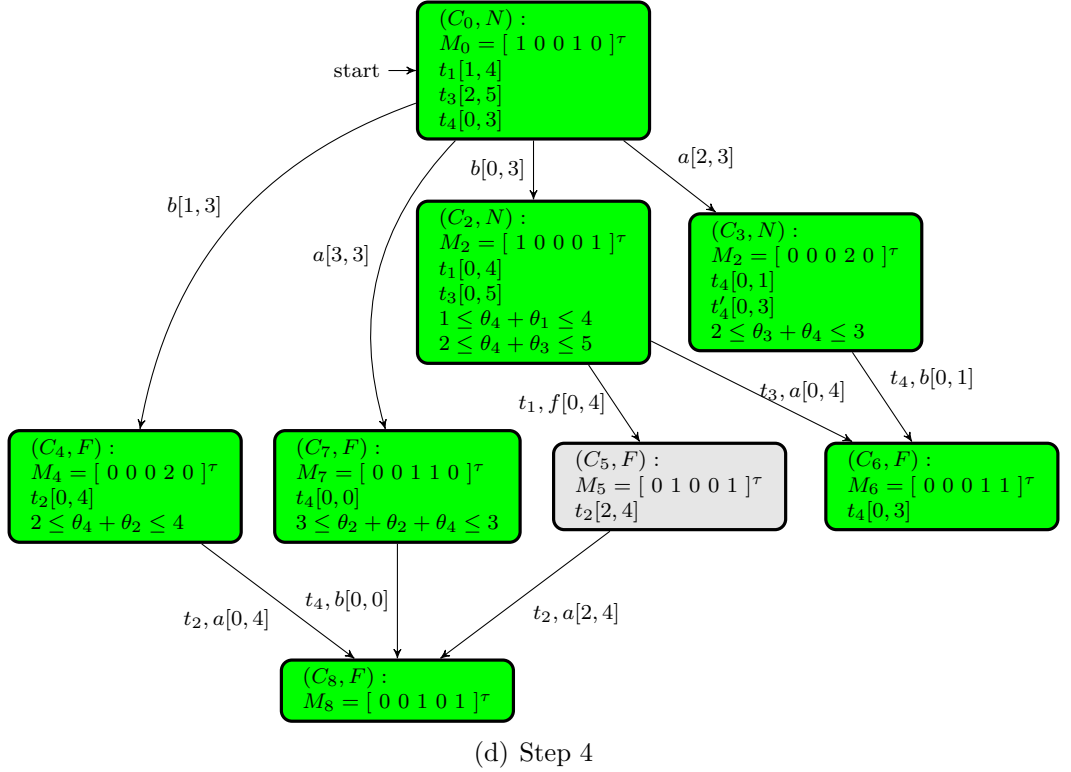 (C₀, N) :
M₀ = [ 1 0 0 1 0 ]^τ
start
t₁[1, 4]
t₃[2, 5]
t₄[0, 3]
b[0, 3]
a[2, 3]
b[1, 3]
a[3, 3]
(C₂, N) :
M₂ = [ 1 0 0 0 1 ]^τ
t₁[0, 4]
t₃[0, 5]
1 ≤ θ₄ + θ₁ ≤ 4
2 ≤ θ₄ + θ₃ ≤ 5
(C₃, N) :
M₂ = [ 0 0 0 2 0 ]^τ
t₄[0, 1]
t′₄[0, 3]
2 ≤ θ₃ + θ₄ ≤ 3
t₁, f[0, 4]
t₃, a[0, 4]
t₄, b[0, 1]
(C₄, F) :
M₄ = [ 0 0 0 2 0 ]^τ
t₂[0, 4]
2 ≤ θ₄ + θ₂ ≤ 4
(C₇, F) :
M₇ = [ 0 0 1 1 0 ]^τ
t₄[0, 0]
3 ≤ θ₂ + θ₂ + θ₄ ≤ 3
(C₅, F) :
M₅ = [ 0 1 0 0 1 ]^τ
t₂[2, 4]
(C₆, F) :
M₆ = [ 0 0 0 1 1 ]^τ
t₄[0, 3]
t₂, a[0, 4]
t₄, b[0, 0]
t₂, a[2, 4]
(C₈, F) :
M₈ = [ 0 0 1 0 1 ]^τ
(d) Step 4